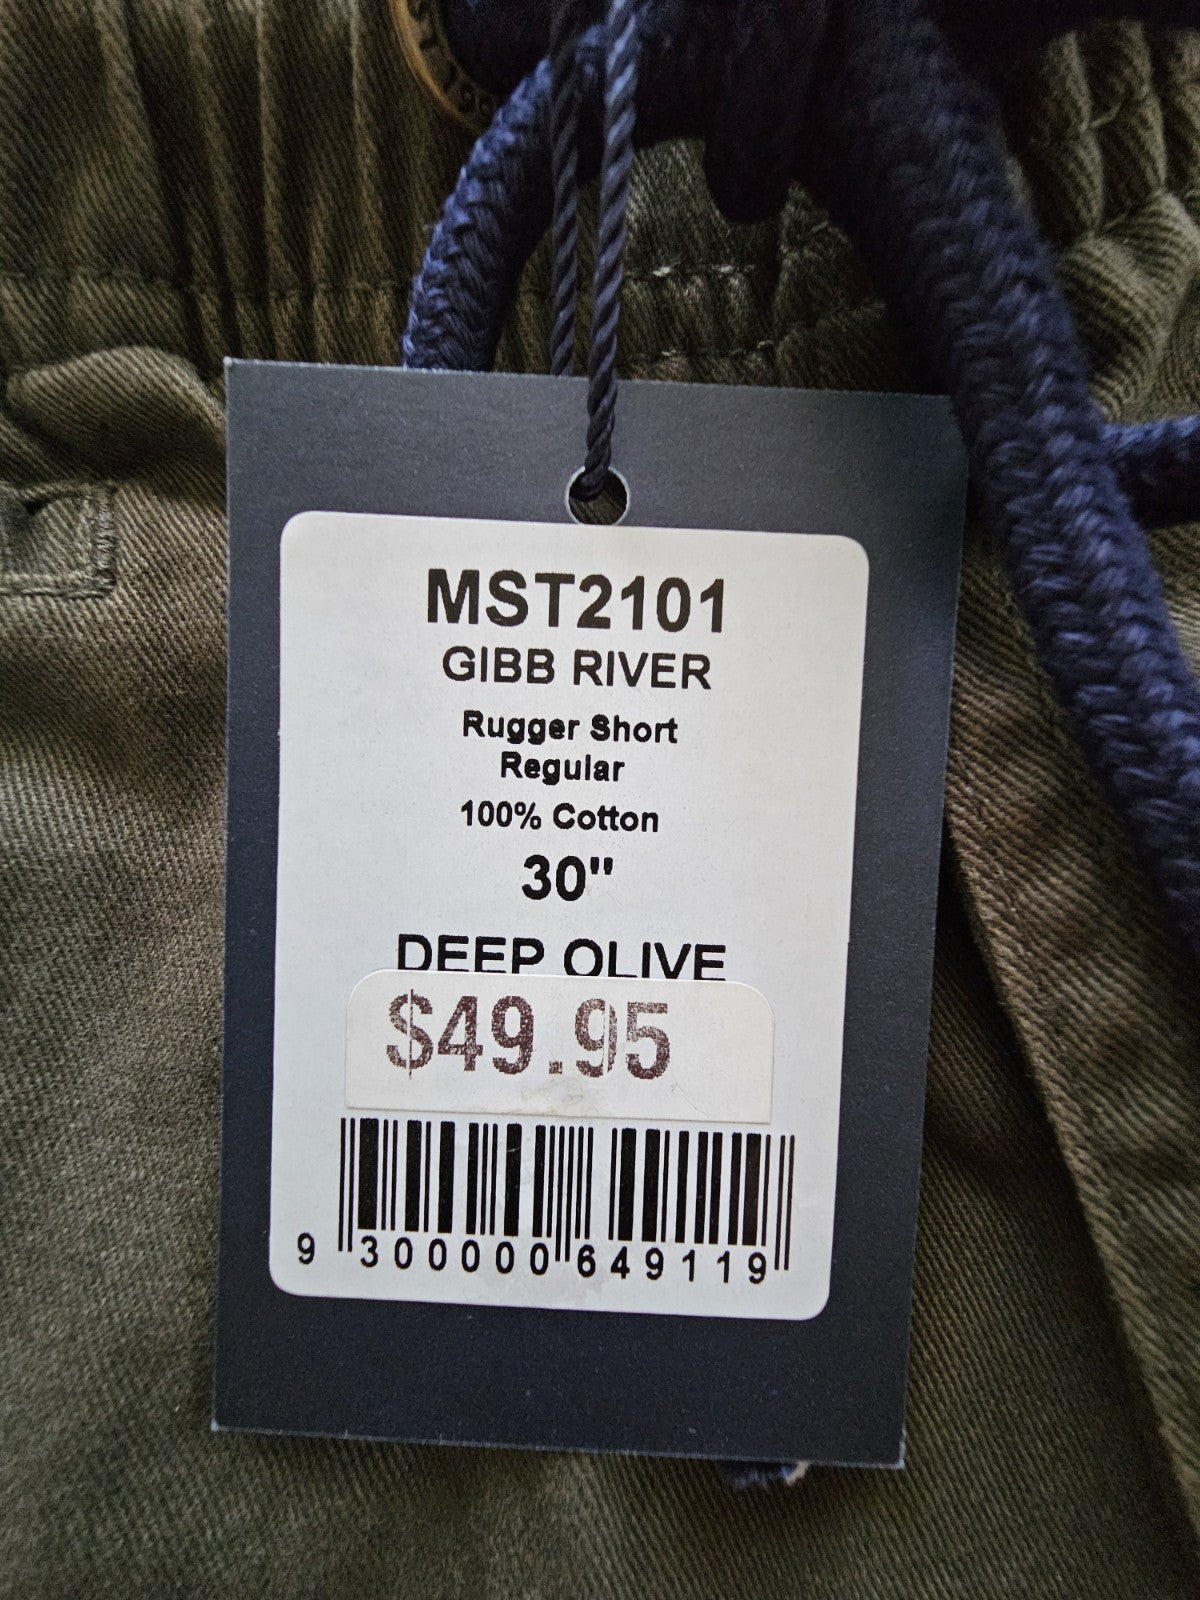 MST2101
GIBB RIVER
Rugger Short
Regular
100% Cotton
30"
DEEP OLIVE
$49.95
9 300000 649119